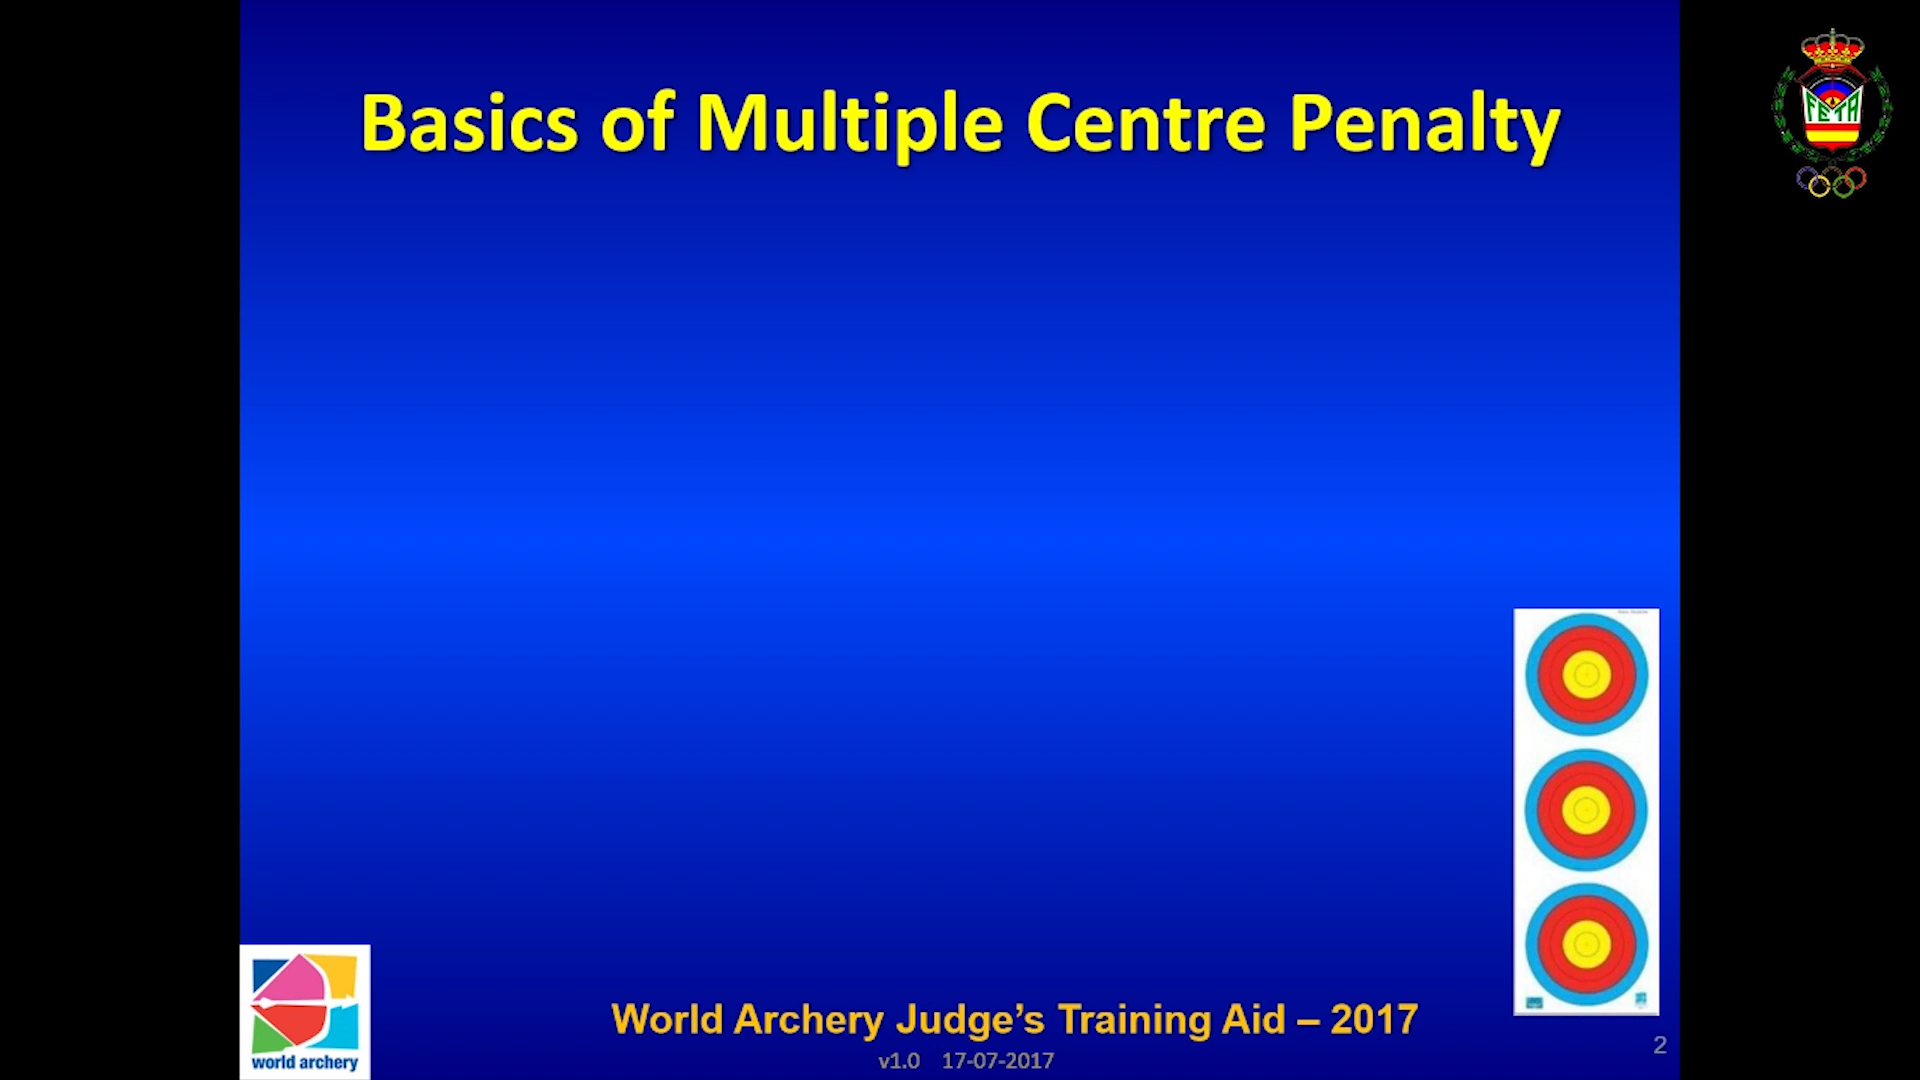 Basics of Multiple Centre Penalty
FETA
World Archery Judge’s Training Aid – 2017
world archery
v1.0 17-07-2017
2